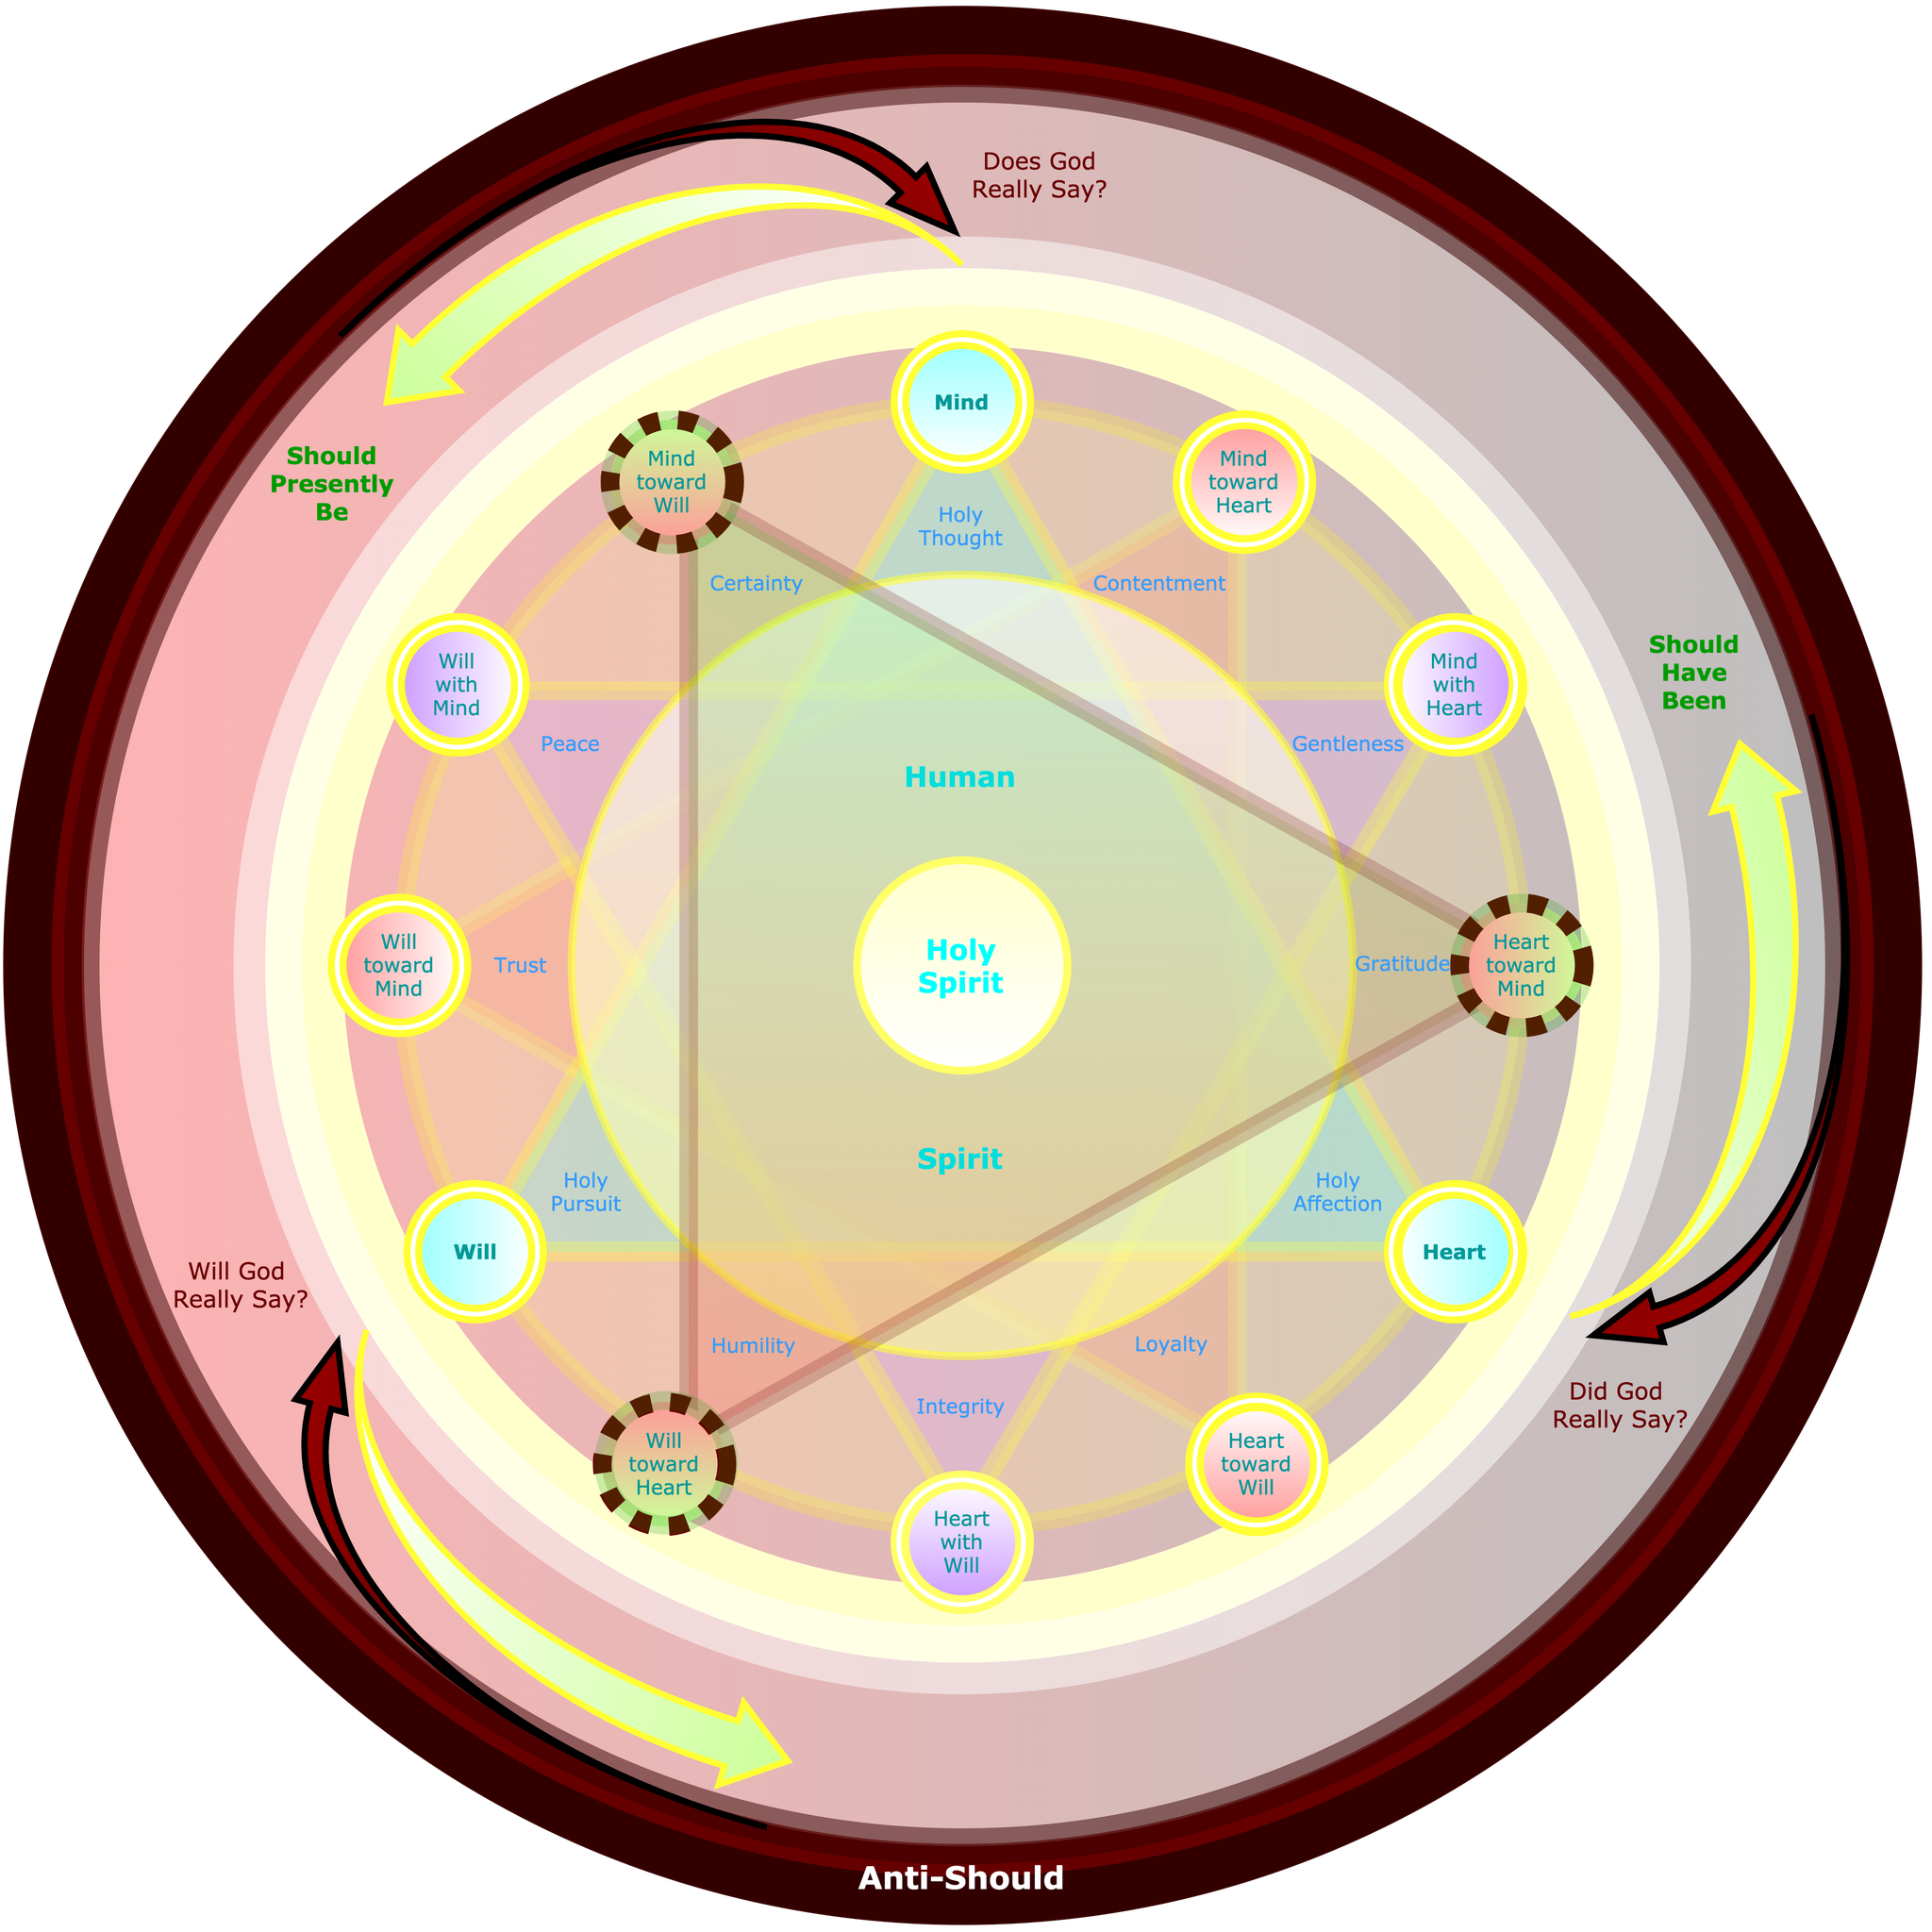 Does God
Really Say?
Mind
Mind
toward
Will
Mind
toward
Heart
Should
Presently
Be
Holy
Thought
Certainty
Contentment
Will
with
Mind
Mind
with
Heart
Should
Have
Been
Peace
Gentleness
Human
Will
toward
Mind
Trust
Holy
Spirit
Gratitude
Heart
toward
Mind
Spirit
Holy
Pursuit
Holy
Affection
Will
Heart
Will God
Really Say?
Humility
Loyalty
Did God
Really Say?
Integrity
Will
toward
Heart
Heart
toward
Will
Heart
with
Will
Anti-Should